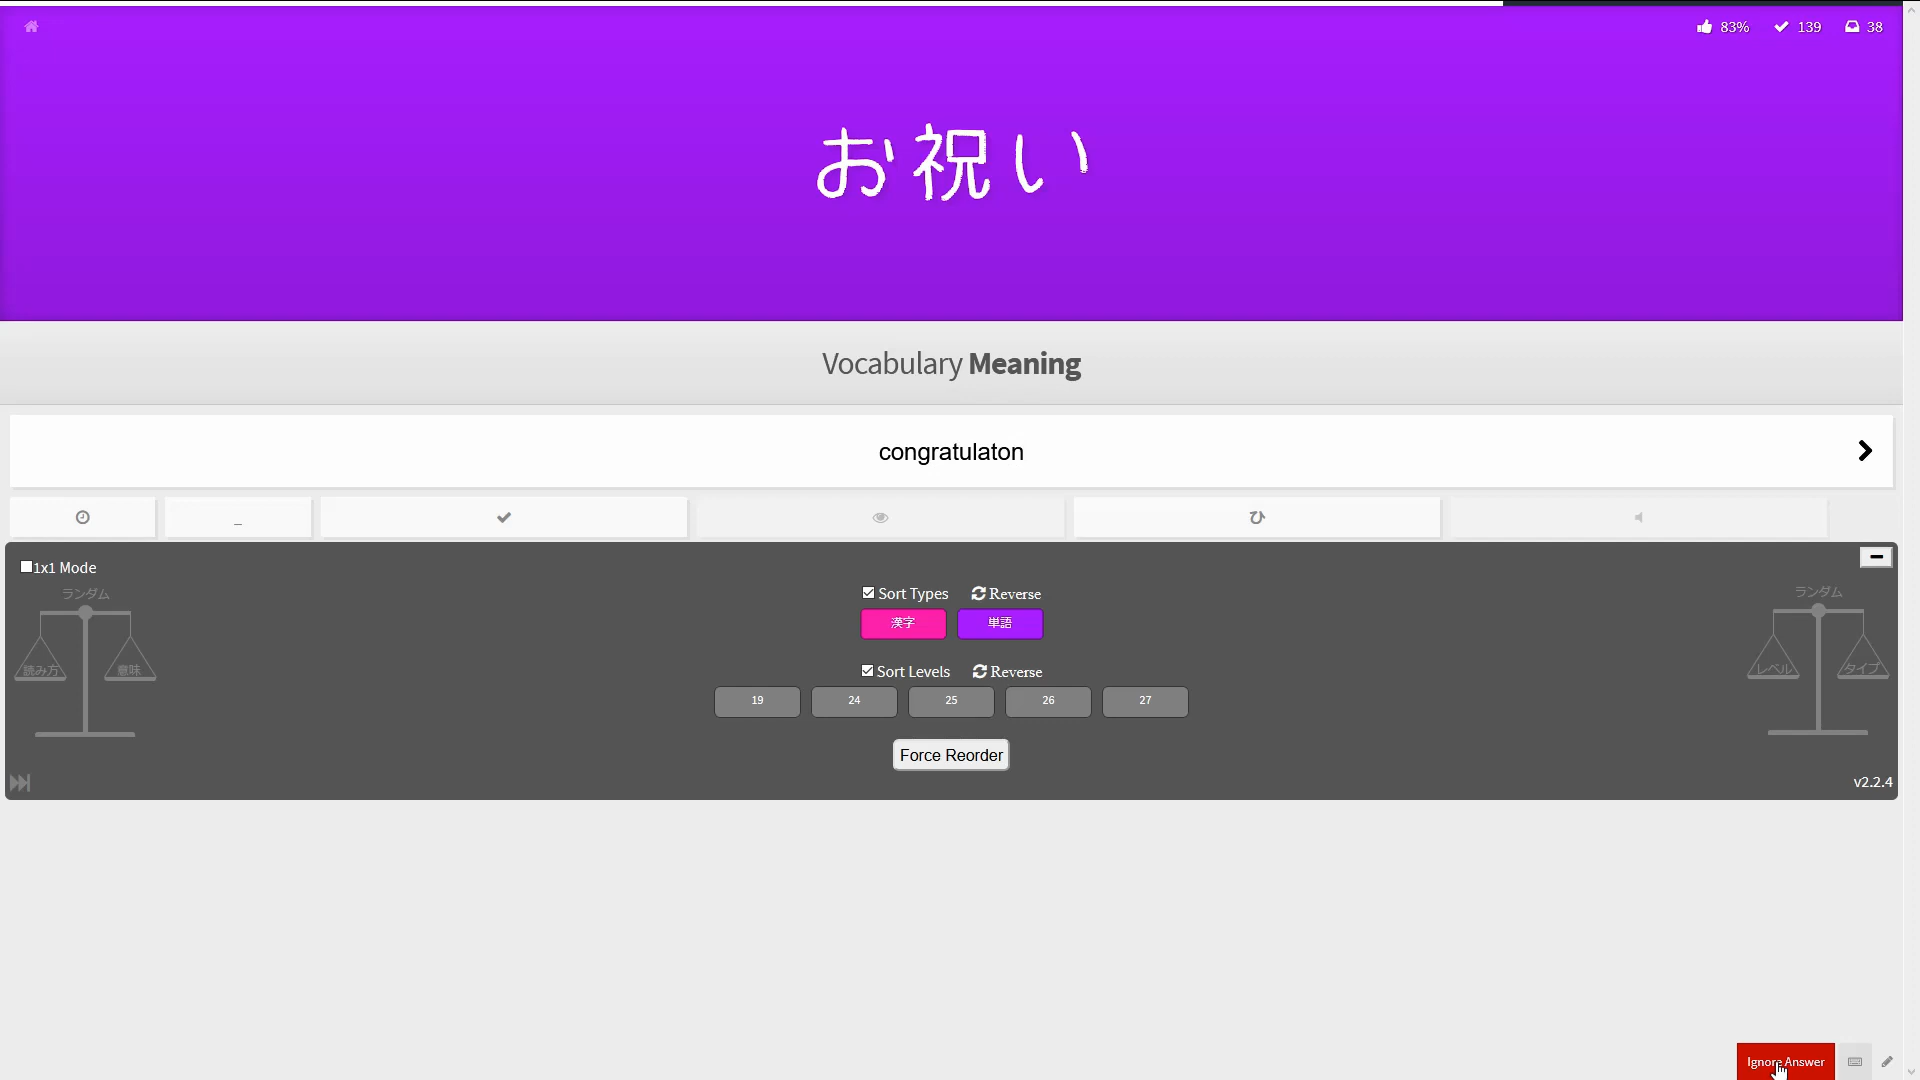 83% 139 38
お祝い
Vocabulary Meaning
congratulaton
_ ひ
1x1 Mode
ランダム
読み方 意味
Sort Types Reverse
漢字 単語
Sort Levels Reverse
19 24 25 26 27
Force Reorder
ランダム
レベル タイプ
v2.2.4
Ignore Answer